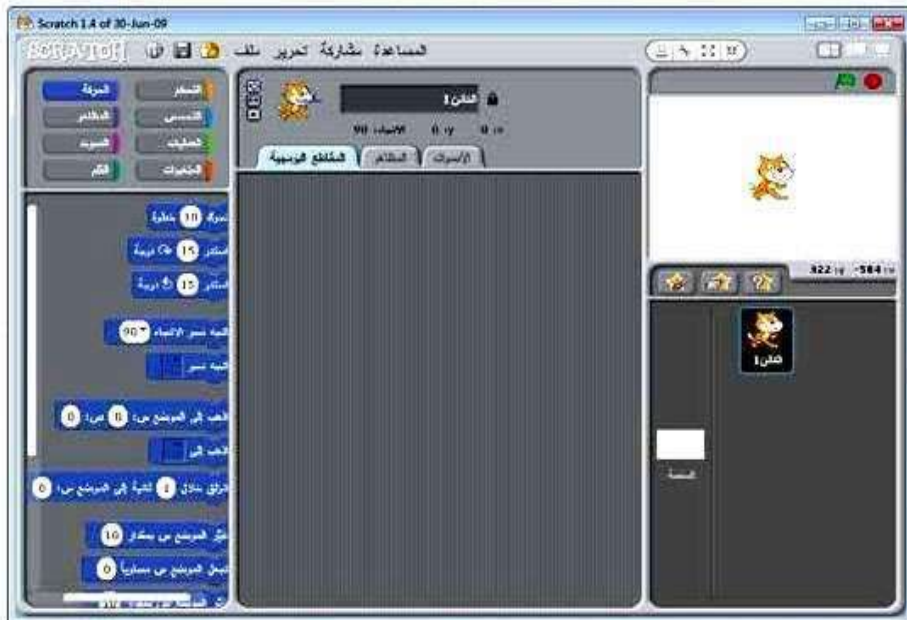 Scratch 1.4 of 30-Jun-09
SCRATCH ملف تحرير مشاركة المساعدة
الحركة التحكم
المظاهر التحسس
الصوت العمليات
القلم المتغيرات
الكائن1
المقاطع البرمجية المظاهر الأصوات
تحرك 10 خطوة
استدر 15 درجة
استدر 15 درجة
اتجه نحو الاتجاه 90
اتجه نحو
اذهب إلى الموضع س: 0 ص: 0
اذهب إلى
انزلق خلال 1 ثانية إلى الموضع س: 0
غيّر الموضع س بمقدار 10
اجعل الموضع س مساوياً 0
الكائن1
المنصة